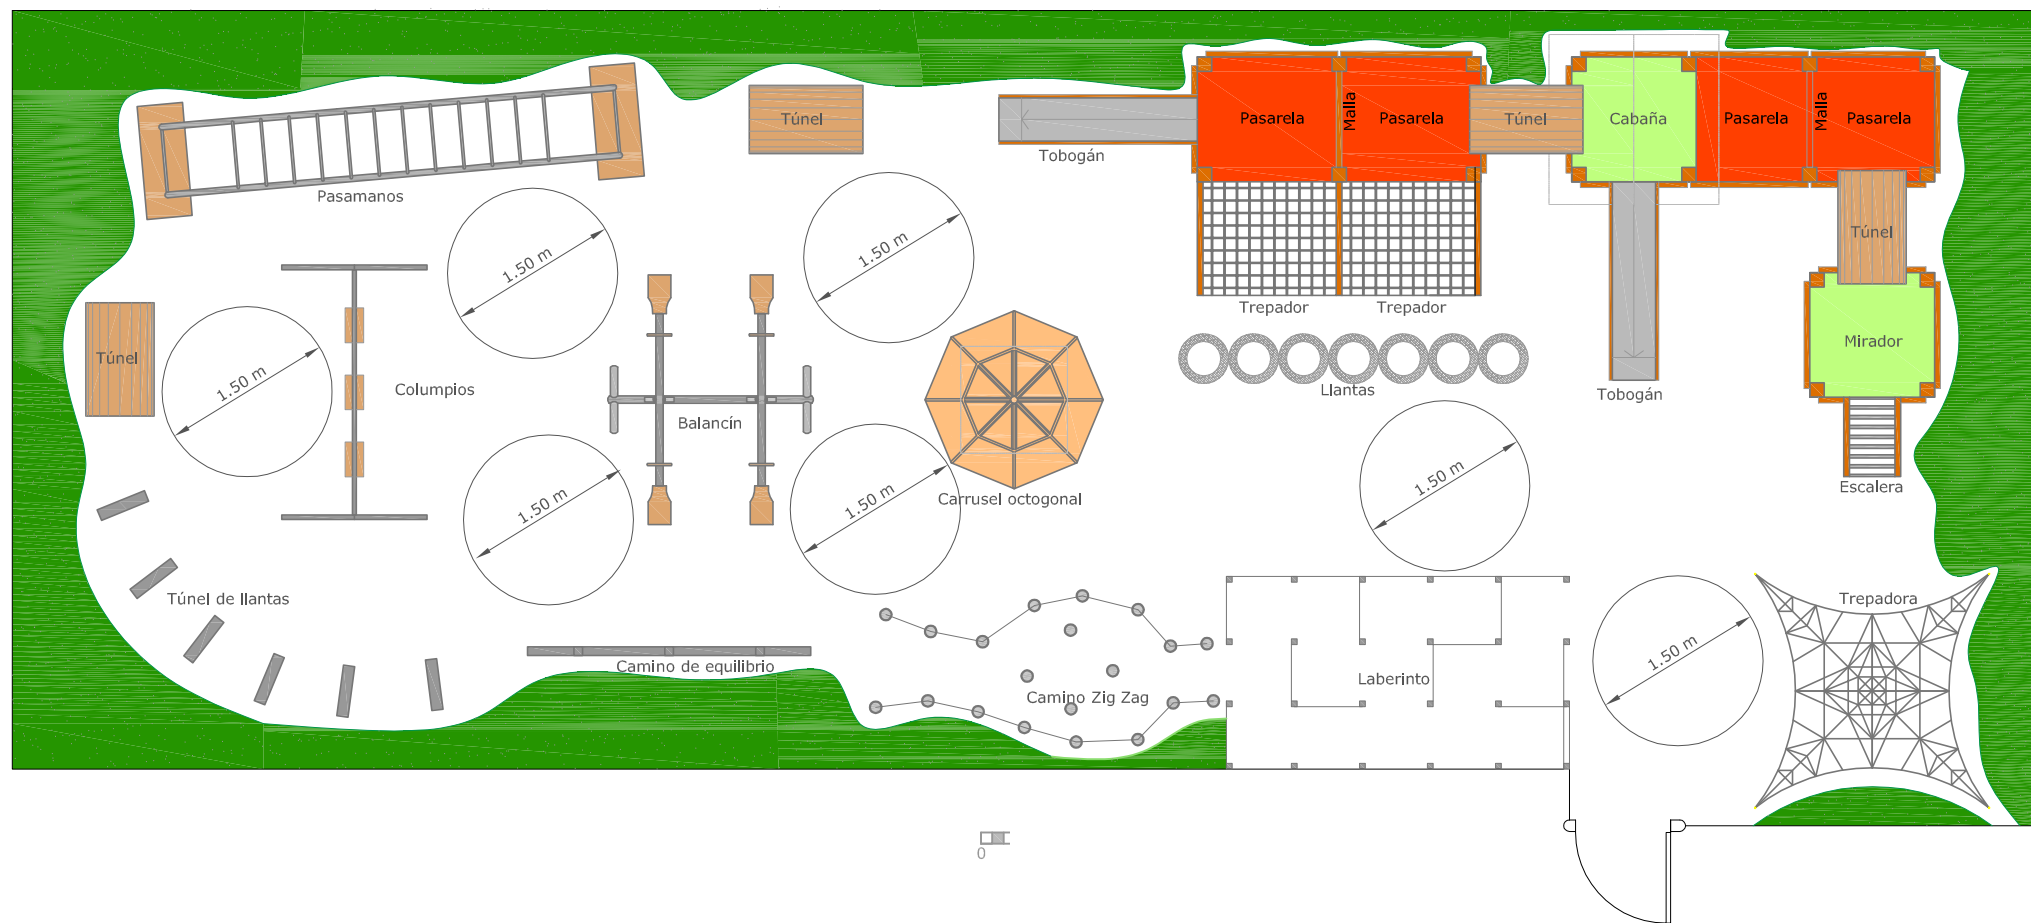 Túnel
Pasarela
Malla
Pasarela
Túnel
Cabaña
Pasarela
Malla
Pasarela
Tobogán
Pasamanos
1.50 m
1.50 m
Túnel
Trepador
Trepador
Mirador
Túnel
1.50 m
Columpios
Llantas
Tobogán
Balancín
1.50 m
1.50 m
Carrusel octogonal
1.50 m
Escalera
Túnel de llantas
Trepadora
Camino de equilibrio
1.50 m
Laberinto
Camino Zig Zag
0